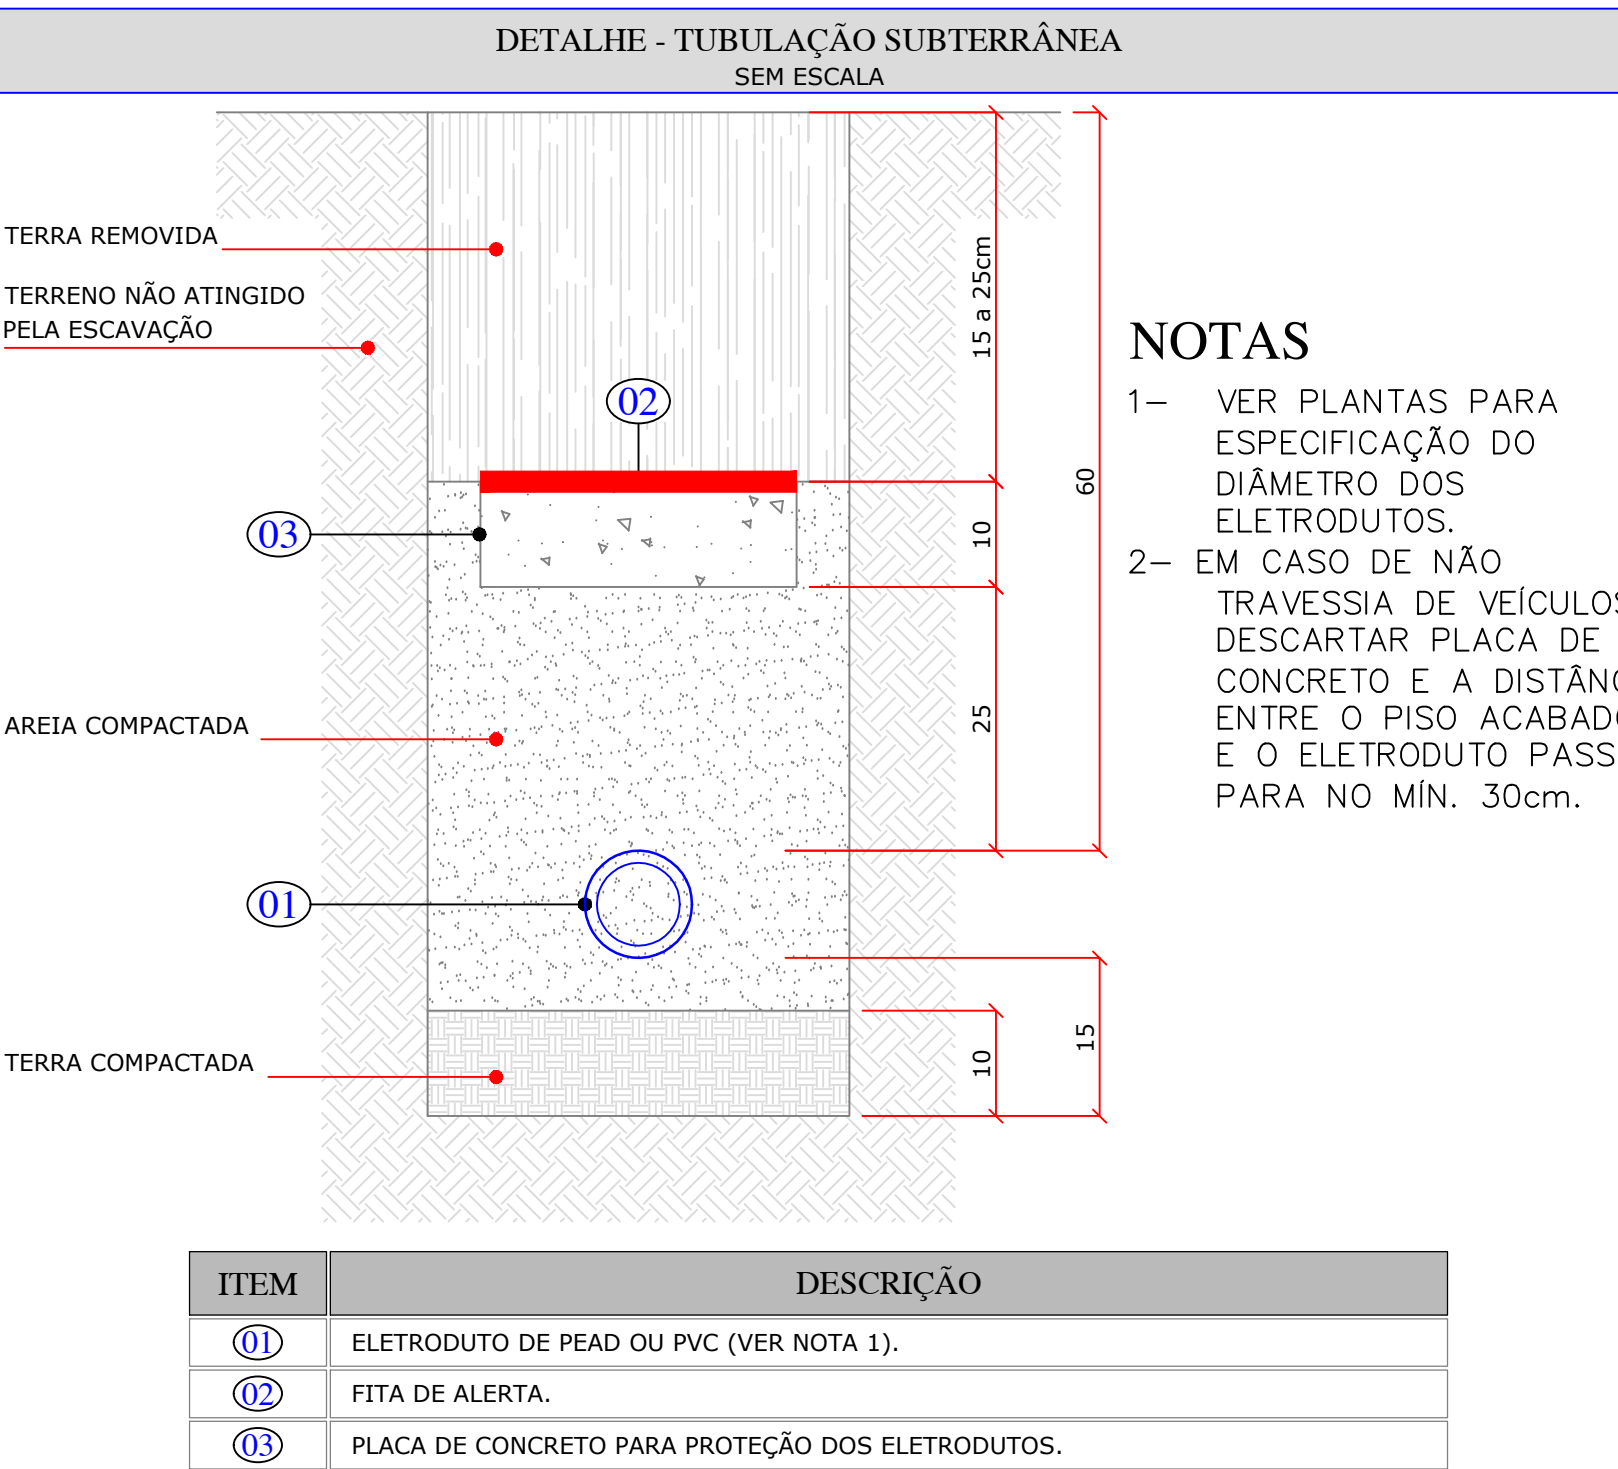 DETALHE - TUBULAÇÃO SUBTERRÂNEA
SEM ESCALA
TERRA REMOVIDA
TERRENO NÃO ATINGIDO
PELA ESCAVAÇÃO
02
03
AREIA COMPACTADA
01
TERRA COMPACTADA
15 a 25cm
10
25
60
10
15
NOTAS
1- VER PLANTAS PARA
ESPECIFICAÇÃO DO
DIÂMETRO DOS
ELETRODUTOS.
2- EM CASO DE NÃO
TRAVESSIA DE VEÍCULOS
DESCARTAR PLACA DE
CONCRETO E A
ENTRE O PISO ACABADO
E O ELETRODUTO
PARA NO MÍN. 30cm.
ITEM DESCRIÇÃO
01 ELETRODUTO DE PEAD OU PVC (VER NOTA 1).
02 FITA DE ALERTA.
03 PLACA DE CONCRETO PARA PROTEÇÃO DOS ELETRODUTOS.